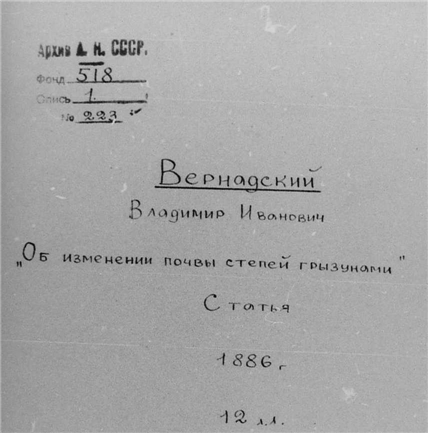 Архив А. Н. СССР.
Фонд 518
Опись 1.
№ 223
Вернадский
Владимир Иванович
„Об изменении почвы степей грызунами"
Статья
1886 г
12 л.л.